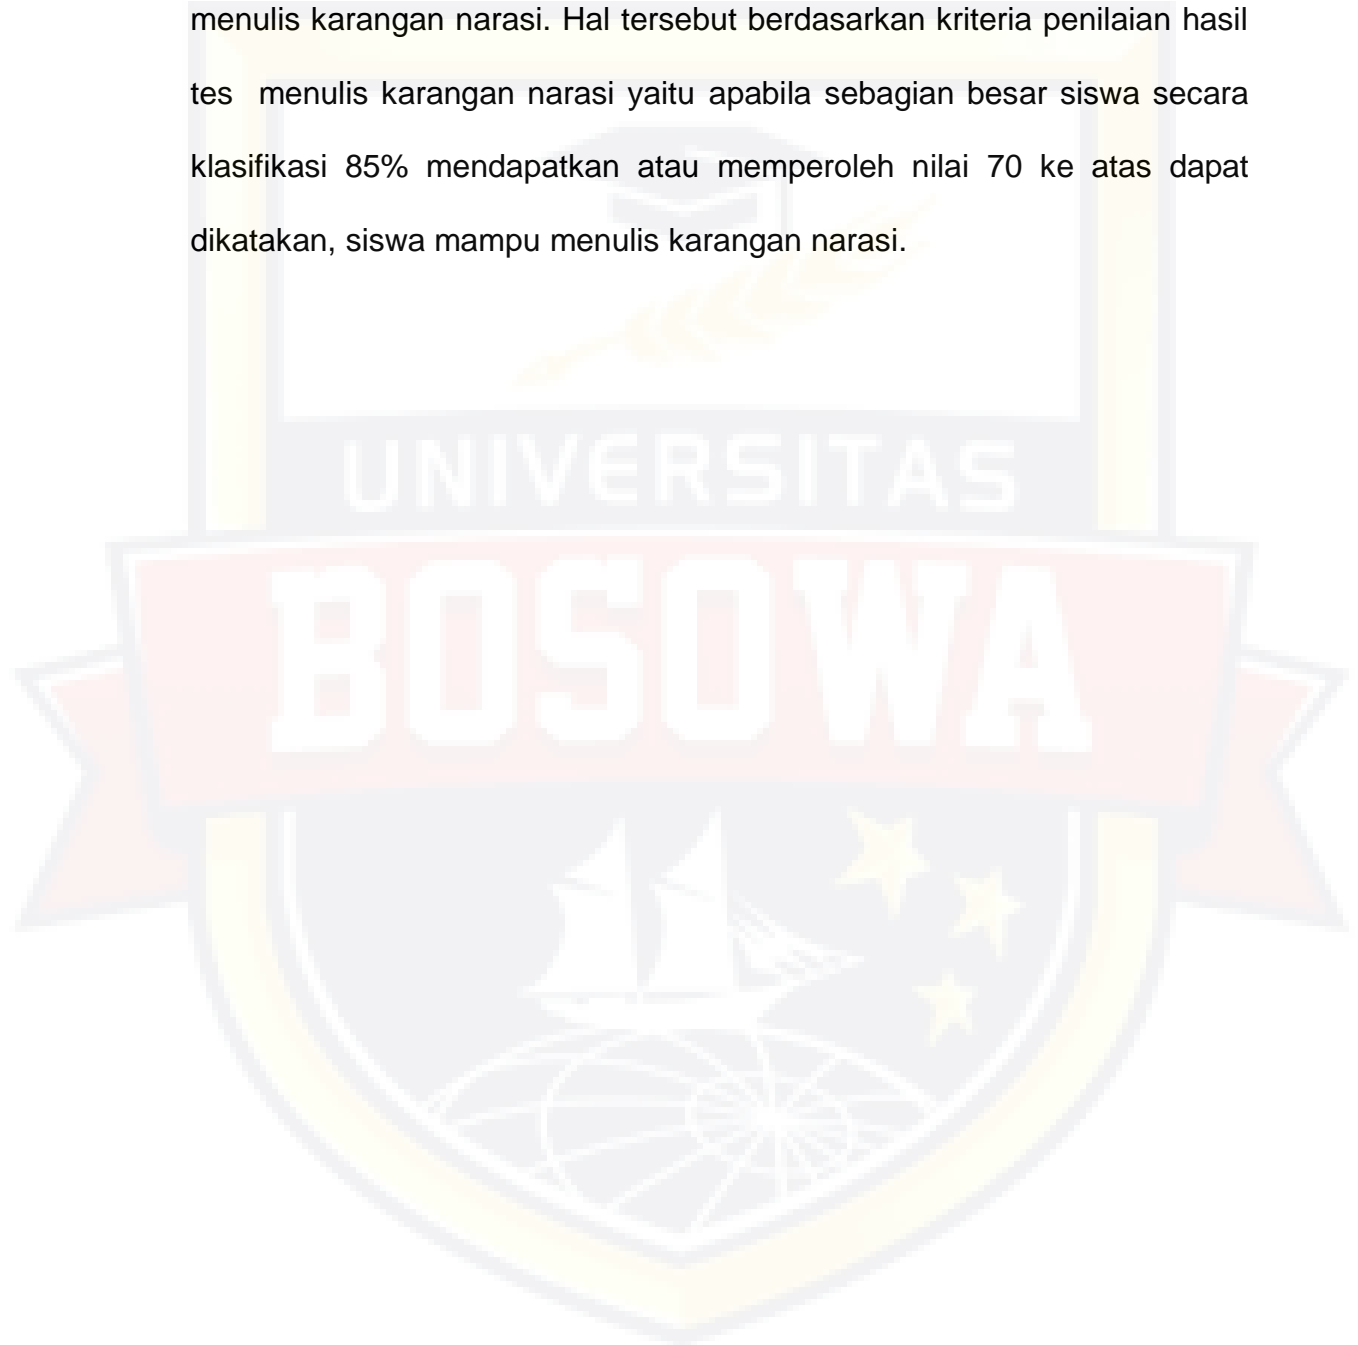 menulis karangan narasi. Hal tersebut berdasarkan kriteria penilaian hasil
tes  menulis karangan narasi yaitu apabila sebagian besar siswa secara
klasifikasi 85% mendapatkan atau memperoleh nilai 70 ke atas dapat
dikatakan, siswa mampu menulis karangan narasi.
UNIVERSITAS
BOSOWA